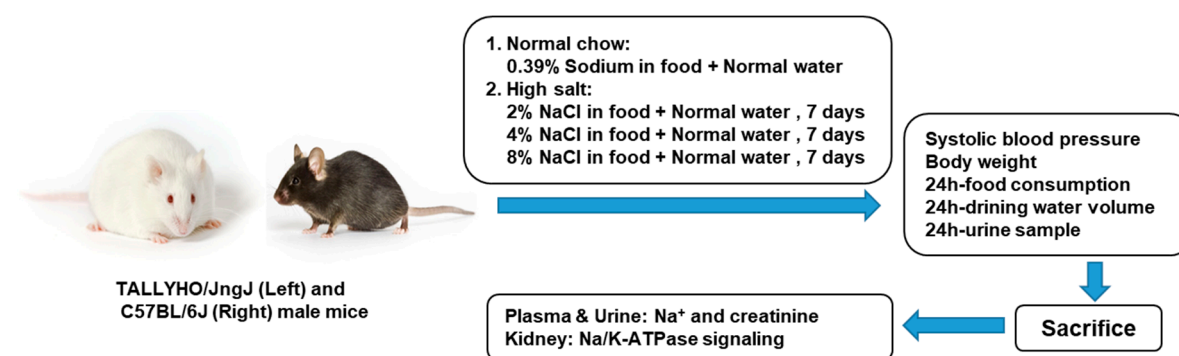 1. Normal chow:
0.39% Sodium in food + Normal water
2. High salt:
2% NaCl in food + Normal water , 7 days
4% NaCl in food + Normal water , 7 days
8% NaCl in food + Normal water , 7 days
Systolic blood pressure
Body weight
24h-food consumption
24h-drining water volume
24h-urine sample
TALLYHO/JngJ (Left) and
C57BL/6J (Right) male mice
Plasma & Urine: Na⁺ and creatinine
Kidney: Na/K-ATPase signaling
Sacrifice